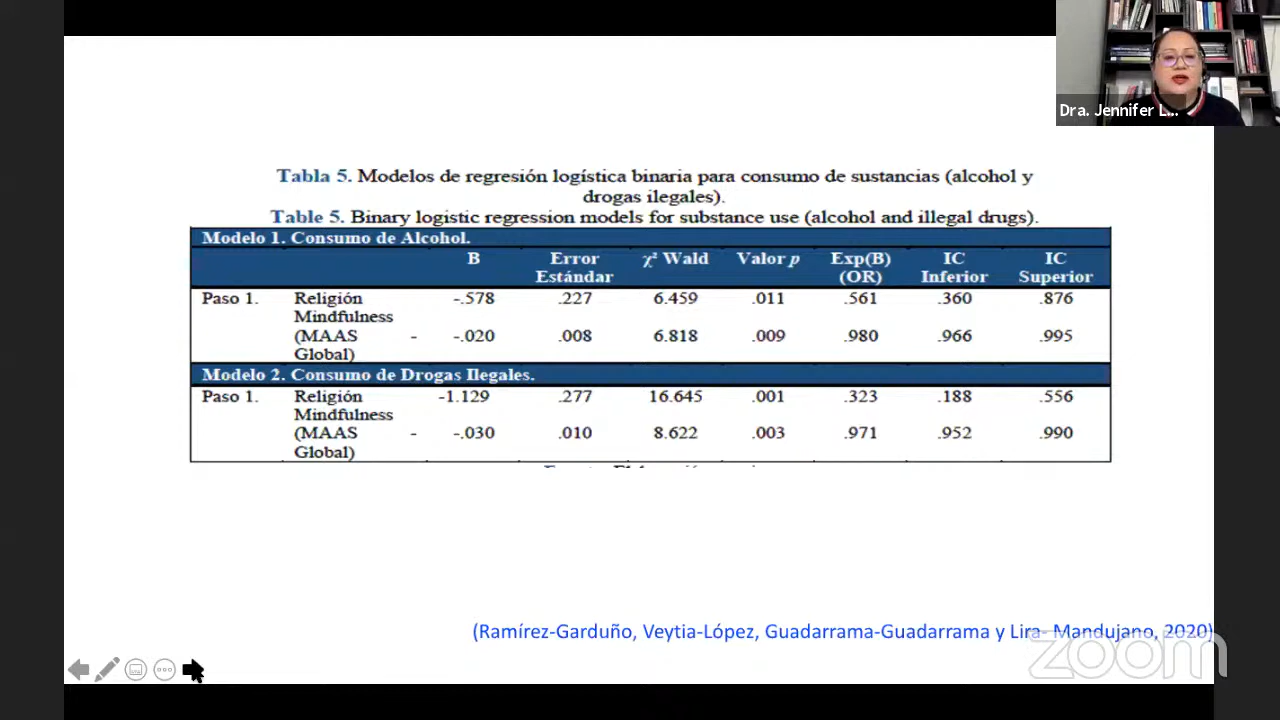 Dra. Jennifer L...
Tabla 5. Modelos de regresión logística binaria para consumo de sustancias (alcohol y
drogas ilegales).
Table 5. Binary logistic regression models for substance use (alcohol and illegal drugs).
Modelo 1. Consumo de Alcohol.
B Error Estándar χ² Wald Valor p Exp(B) (OR) IC Inferior IC Superior
Paso 1. Religión -.578 .227 6.459 .011 .561 .360 .876
Mindfulness
(MAAS - -.020 .008 6.818 .009 .980 .966 .995
Global)
Modelo 2. Consumo de Drogas Ilegales.
Paso 1. Religión -1.129 .277 16.645 .001 .323 .188 .556
Mindfulness
(MAAS - -.030 .010 8.622 .003 .971 .952 .990
Global)
(Ramírez-Garduño, Veytia-López, Guadarrama-Guadarrama y Lira- Mandujano, 2020)
zoom